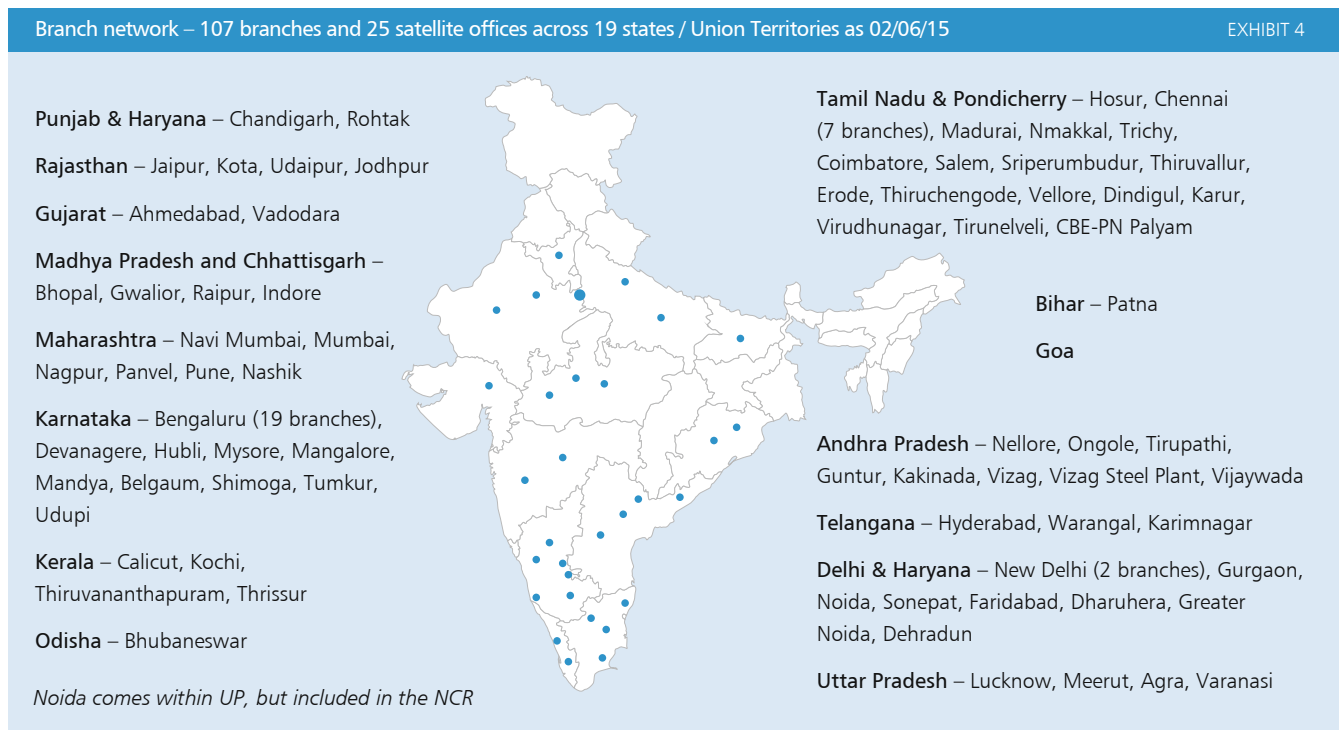 Branch network – 107 branches and 25 satellite offices across 19 states / Union Territories as 02/06/15
EXHIBIT 4
Punjab & Haryana – Chandigarh, Rohtak
Rajasthan – Jaipur, Kota, Udaipur, Jodhpur
Gujarat – Ahmedabad, Vadodara
Madhya Pradesh and Chhattisgarh –
Bhopal, Gwalior, Raipur, Indore
Maharashtra – Navi Mumbai, Mumbai,
Nagpur, Panvel, Pune, Nashik
Karnataka – Bengaluru (19 branches),
Devanagere, Hubli, Mysore, Mangalore,
Mandya, Belgaum, Shimoga, Tumkur,
Udupi
Kerala – Calicut, Kochi,
Thiruvananthapuram, Thrissur
Odisha – Bhubaneswar
Noida comes within UP, but included in the NCR
Tamil Nadu & Pondicherry – Hosur, Chennai
(7 branches), Madurai, Nmakkal, Trichy,
Coimbatore, Salem, Sriperumbudur, Thiruvallur,
Erode, Thiruchengode, Vellore, Dindigul, Karur,
Virudhunagar, Tirunelveli, CBE-PN Palyam
Bihar – Patna
Goa
Andhra Pradesh – Nellore, Ongole, Tirupathi,
Guntur, Kakinada, Vizag, Vizag Steel Plant, Vijaywada
Telangana – Hyderabad, Warangal, Karimnagar
Delhi & Haryana – New Delhi (2 branches), Gurgaon,
Noida, Sonepat, Faridabad, Dharuhera, Greater
Noida, Dehradun
Uttar Pradesh – Lucknow, Meerut, Agra, Varanasi